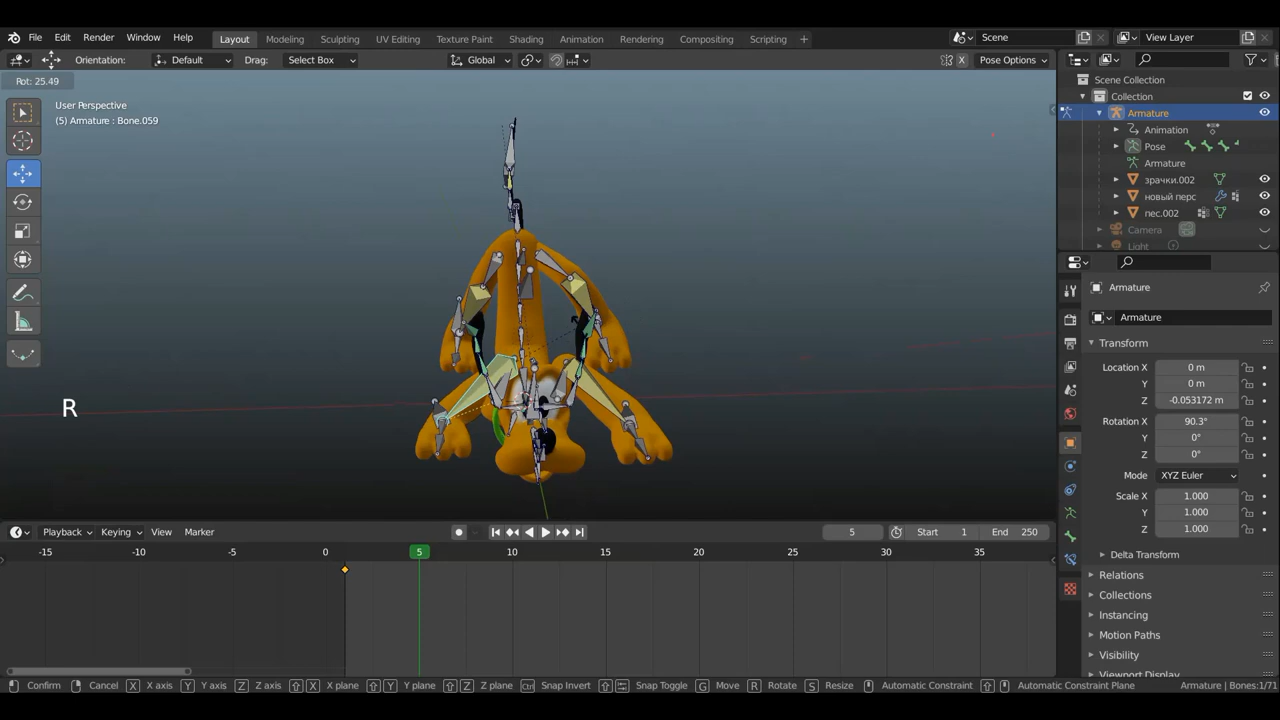 File Edit Render Window Help Layout Modeling Sculpting UV Editing Texture Paint Shading Animation Rendering Compositing Scripting + Scene View Layer
Orientation: Default Drag: Select Box Global X Pose Options
Rot: 25.49
User Perspective
(5) Armature : Bone.059
R
Scene Collection
Collection
Armature
Animation
Pose
Armature
зрачки.002
новый перс
пес.002
Camera
Light
Armature
Armature
Transform
Location X 0 m
Y 0 m
Z -0.053172 m
Rotation X 90.3°
Y 0°
Z 0°
Mode XYZ Euler
Scale X 1.000
Y 1.000
Z 1.000
Delta Transform
Relations
Collections
Instancing
Motion Paths
Visibility
Viewport Display
Playback Keying View Marker 5 Start 1 End 250
-15 -10 -5 0 5 10 15 20 25 30 35
Confirm Cancel X X axis Y Y axis Z Z axis X X plane Y Y plane Z Z plane Ctrl Snap Invert Snap Toggle G Move R Rotate S Resize Automatic Constraint Automatic Constraint Plane Armature | Bones:1/71